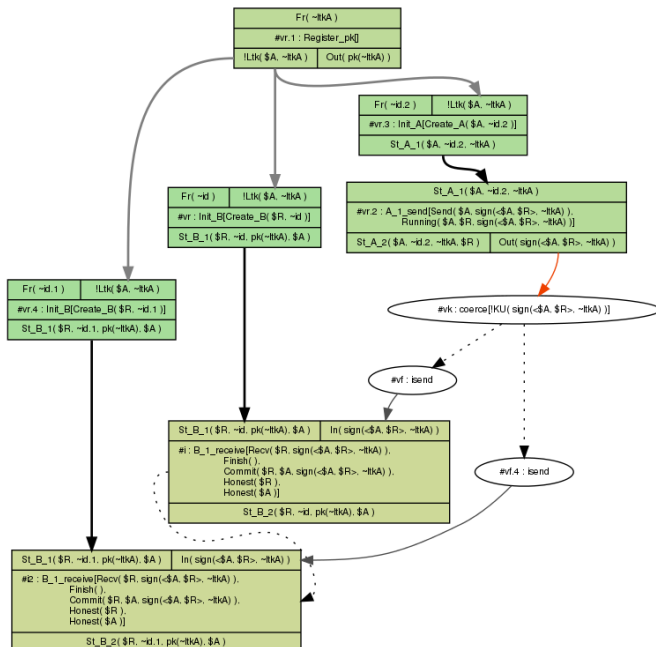 Fr( ~ltkA )
#vr.1 : Register_pk[]
!Ltk( $A, ~ltkA ) Out( pk(~ltkA) )
Fr( ~id.2 ) !Ltk( $A, ~ltkA )
#vr.3 : Init_A[Create_A( $A, ~id.2 )]
St_A_1( $A, ~id.2, ~ltkA )
St_A_1( $A, ~id.2, ~ltkA )
#vr.2 : A_1_send[Send( $A, sign(<$A, $R>, ~ltkA) ),
Running( $A, $R, sign(<$A, $R>, ~ltkA) )]
St_A_2( $A, ~id.2, ~ltkA, $R ) Out( sign(<$A, $R>, ~ltkA) )
Fr( ~id ) !Ltk( $A, ~ltkA )
#vr : Init_B[Create_B( $R, ~id )]
St_B_1( $R, ~id, pk(~ltkA), $A )
Fr( ~id.1 ) !Ltk( $A, ~ltkA )
#vr.4 : Init_B[Create_B( $R, ~id.1 )]
St_B_1( $R, ~id.1, pk(~ltkA), $A )
#vk : coerce[!KU( sign(<$A, $R>, ~ltkA) )]
#vf : isend
St_B_1( $R, ~id, pk(~ltkA), $A ) In( sign(<$A, $R>, ~ltkA) )
#i : B_1_receive[Recv( $R, sign(<$A, $R>, ~ltkA) ),
Finish( ),
Commit( $R, $A, sign(<$A, $R>, ~ltkA) ),
Honest( $R ),
Honest( $A )]
St_B_2( $R, ~id, pk(~ltkA), $A )
#vf.4 : isend
St_B_1( $R, ~id.1, pk(~ltkA), $A ) In( sign(<$A, $R>, ~ltkA) )
#i2 : B_1_receive[Recv( $R, sign(<$A, $R>, ~ltkA) ),
Finish( ),
Commit( $R, $A, sign(<$A, $R>, ~ltkA) ),
Honest( $R ),
Honest( $A )]
St_B_2( $R, ~id.1, pk(~ltkA), $A )